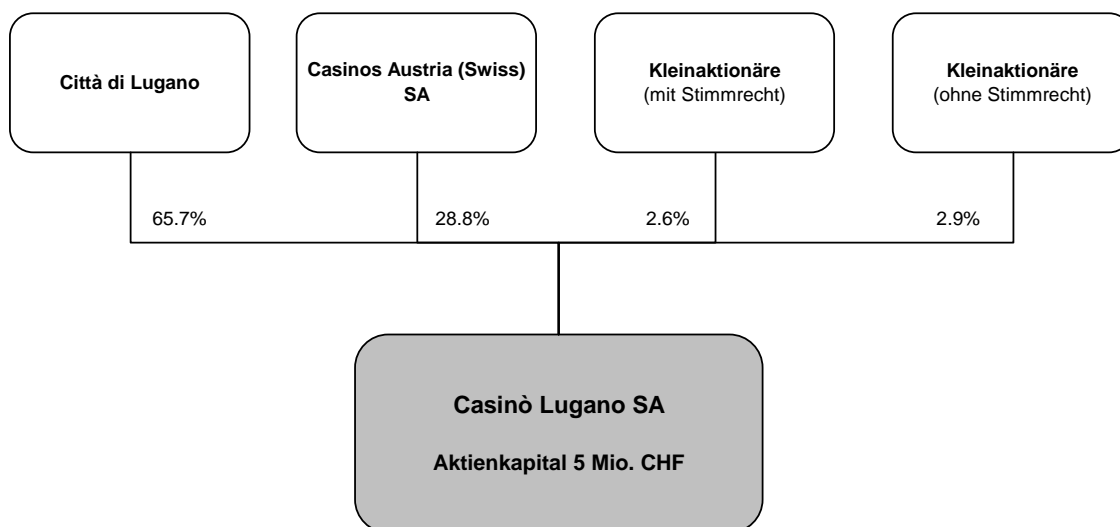 Città di Lugano
Casinos Austria (Swiss)
SA
Kleinaktionäre
(mit Stimmrecht)
Kleinaktionäre
(ohne Stimmrecht)
65.7%
28.8%
2.6%
2.9%
Casinò Lugano SA
Aktienkapital 5 Mio. CHF